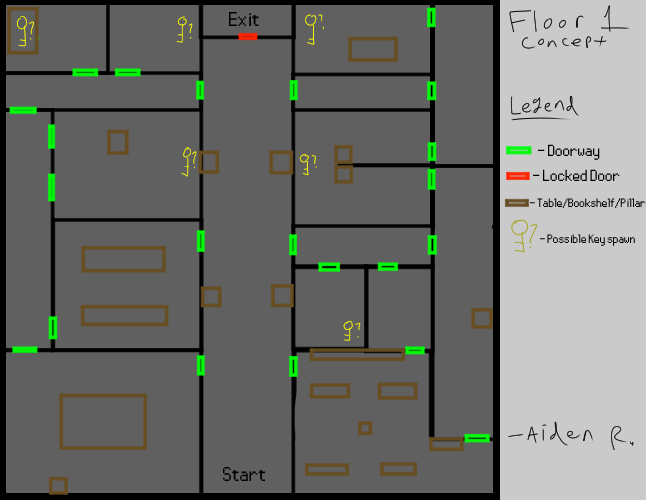 Exit
Floor 1
Concept
Legend
- Doorway
- Locked Door
- Table/Bookshelf/Pillar
?
- Possible Key spawn
?
?
?
?
?
?
Start
- Aiden R.